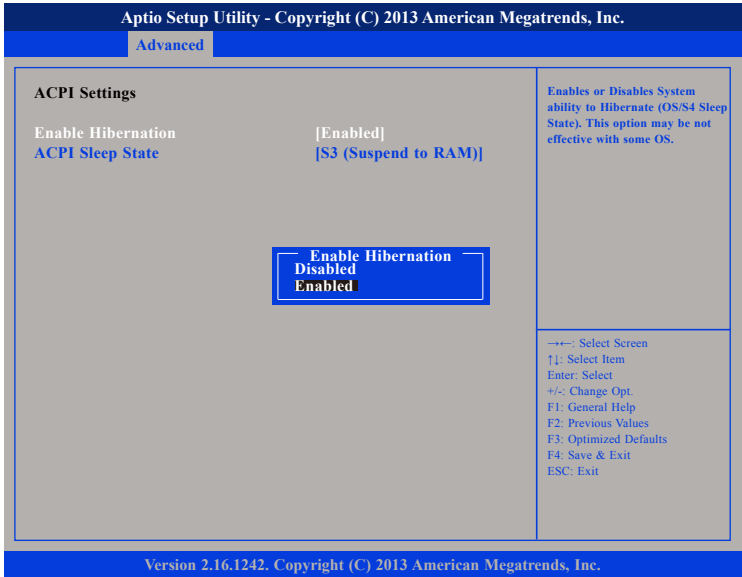 Aptio Setup Utility - Copyright (C) 2013 American Megatrends, Inc.
Advanced
ACPI Settings
Enable Hibernation [Enabled]
ACPI Sleep State [S3 (Suspend to RAM)]
Enable Hibernation
Disabled
Enabled
Enables or Disables System
ability to Hibernate (OS/S4 Sleep
State). This option may be not
effective with some OS.
→←: Select Screen
↑↓: Select Item
Enter: Select
+/-: Change Opt.
F1: General Help
F2: Previous Values
F3: Optimized Defaults
F4: Save & Exit
ESC: Exit
Version 2.16.1242. Copyright (C) 2013 American Megatrends, Inc.